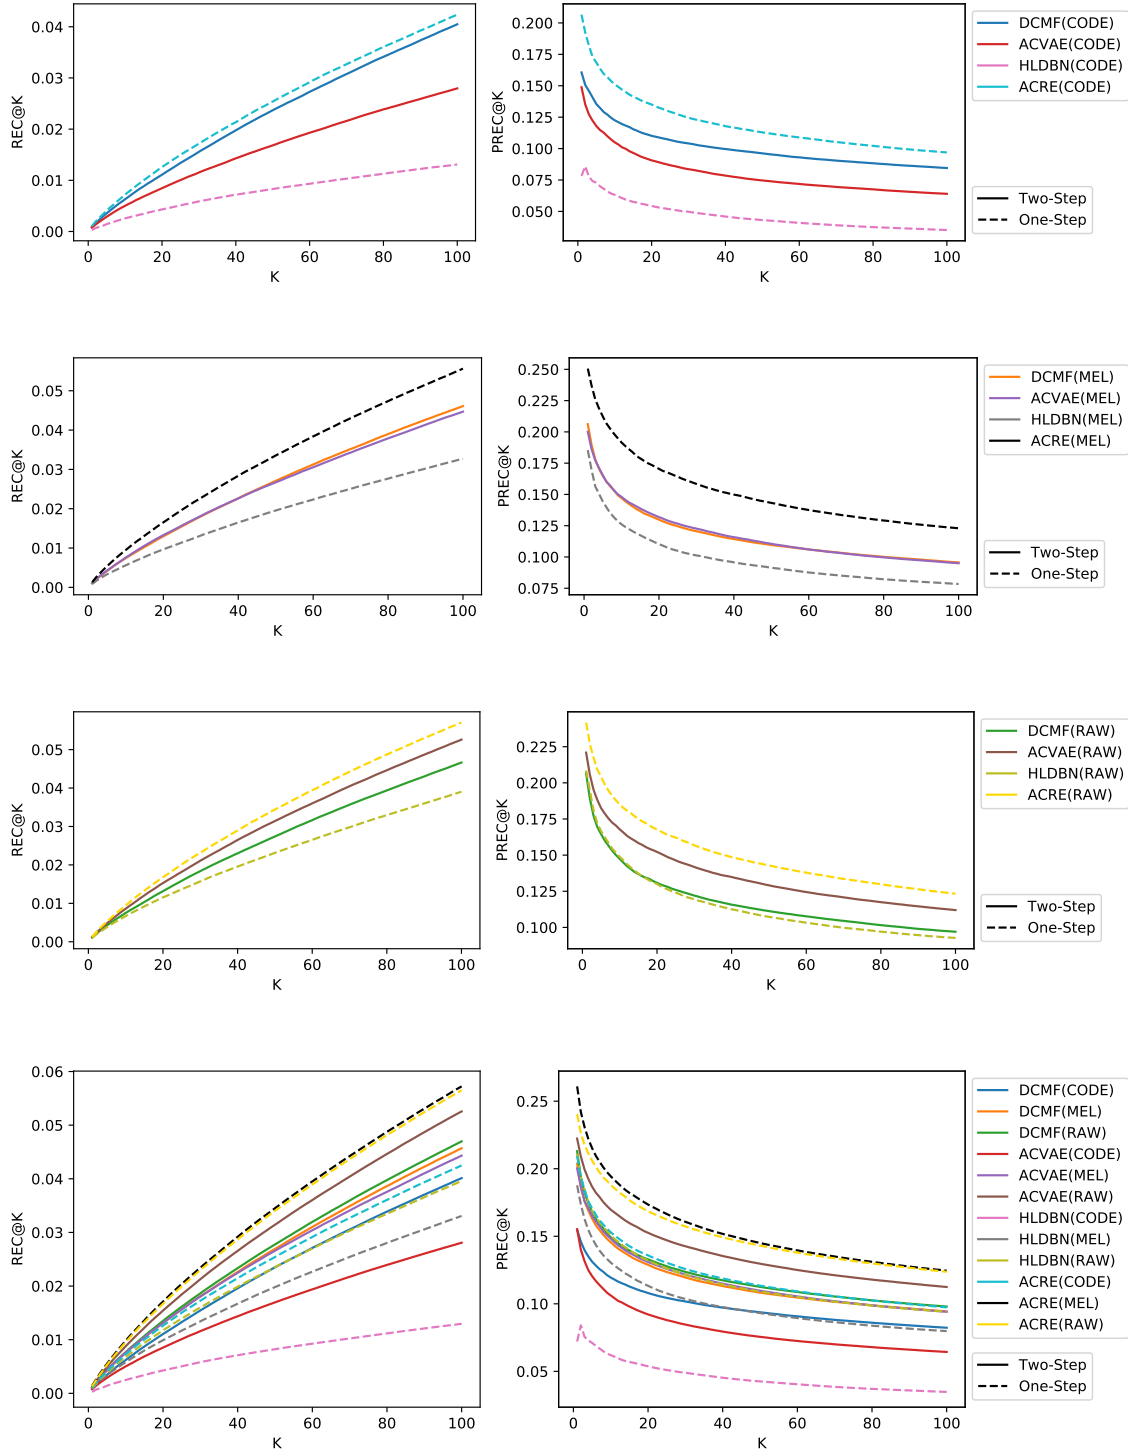 REC@K
0.04
0.03
0.02
0.01
0.00
0 20 40 60 80 100
K
PREC@K
0.200
0.175
0.150
0.125
0.100
0.075
0.050
0 20 40 60 80 100
K
DCMF(CODE)
ACVAE(CODE)
HLDBN(CODE)
ACRE(CODE)
Two-Step
One-Step
REC@K
0.05
0.04
0.03
0.02
0.01
0.00
0 20 40 60 80 100
K
PREC@K
0.250
0.225
0.200
0.175
0.150
0.125
0.100
0.075
0 20 40 60 80 100
K
DCMF(MEL)
ACVAE(MEL)
HLDBN(MEL)
ACRE(MEL)
Two-Step
One-Step
REC@K
0.05
0.04
0.03
0.02
0.01
0.00
0 20 40 60 80 100
K
PREC@K
0.225
0.200
0.175
0.150
0.125
0.100
0 20 40 60 80 100
K
DCMF(RAW)
ACVAE(RAW)
HLDBN(RAW)
ACRE(RAW)
Two-Step
One-Step
REC@K
0.06
0.05
0.04
0.03
0.02
0.01
0.00
0 20 40 60 80 100
K
PREC@K
0.25
0.20
0.15
0.10
0.05
0 20 40 60 80 100
K
DCMF(CODE)
DCMF(MEL)
DCMF(RAW)
ACVAE(CODE)
ACVAE(MEL)
ACVAE(RAW)
HLDBN(CODE)
HLDBN(MEL)
HLDBN(RAW)
ACRE(CODE)
ACRE(MEL)
ACRE(RAW)
Two-Step
One-Step